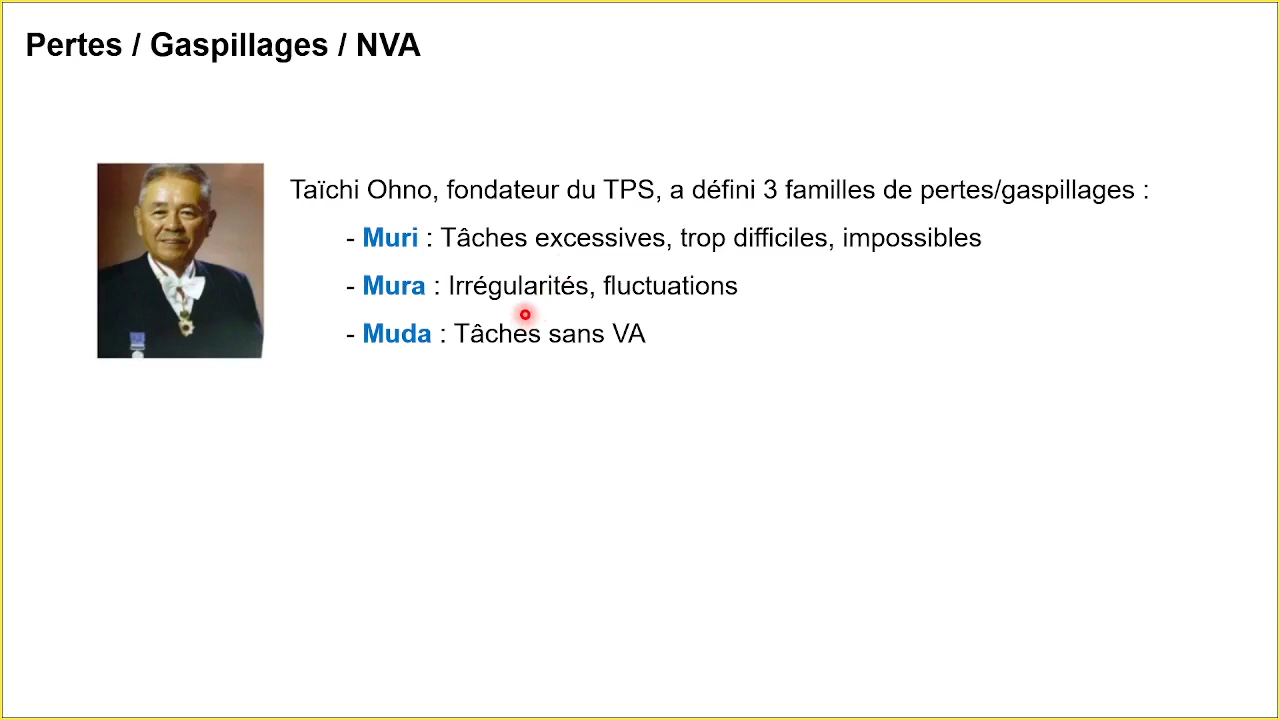 Pertes / Gaspillages / NVA
Taïchi Ohno, fondateur du TPS, a défini 3 familles de pertes/gaspillages :
- Muri : Tâches excessives, trop difficiles, impossibles
- Mura : Irrégularités, fluctuations
- Muda : Tâches sans VA